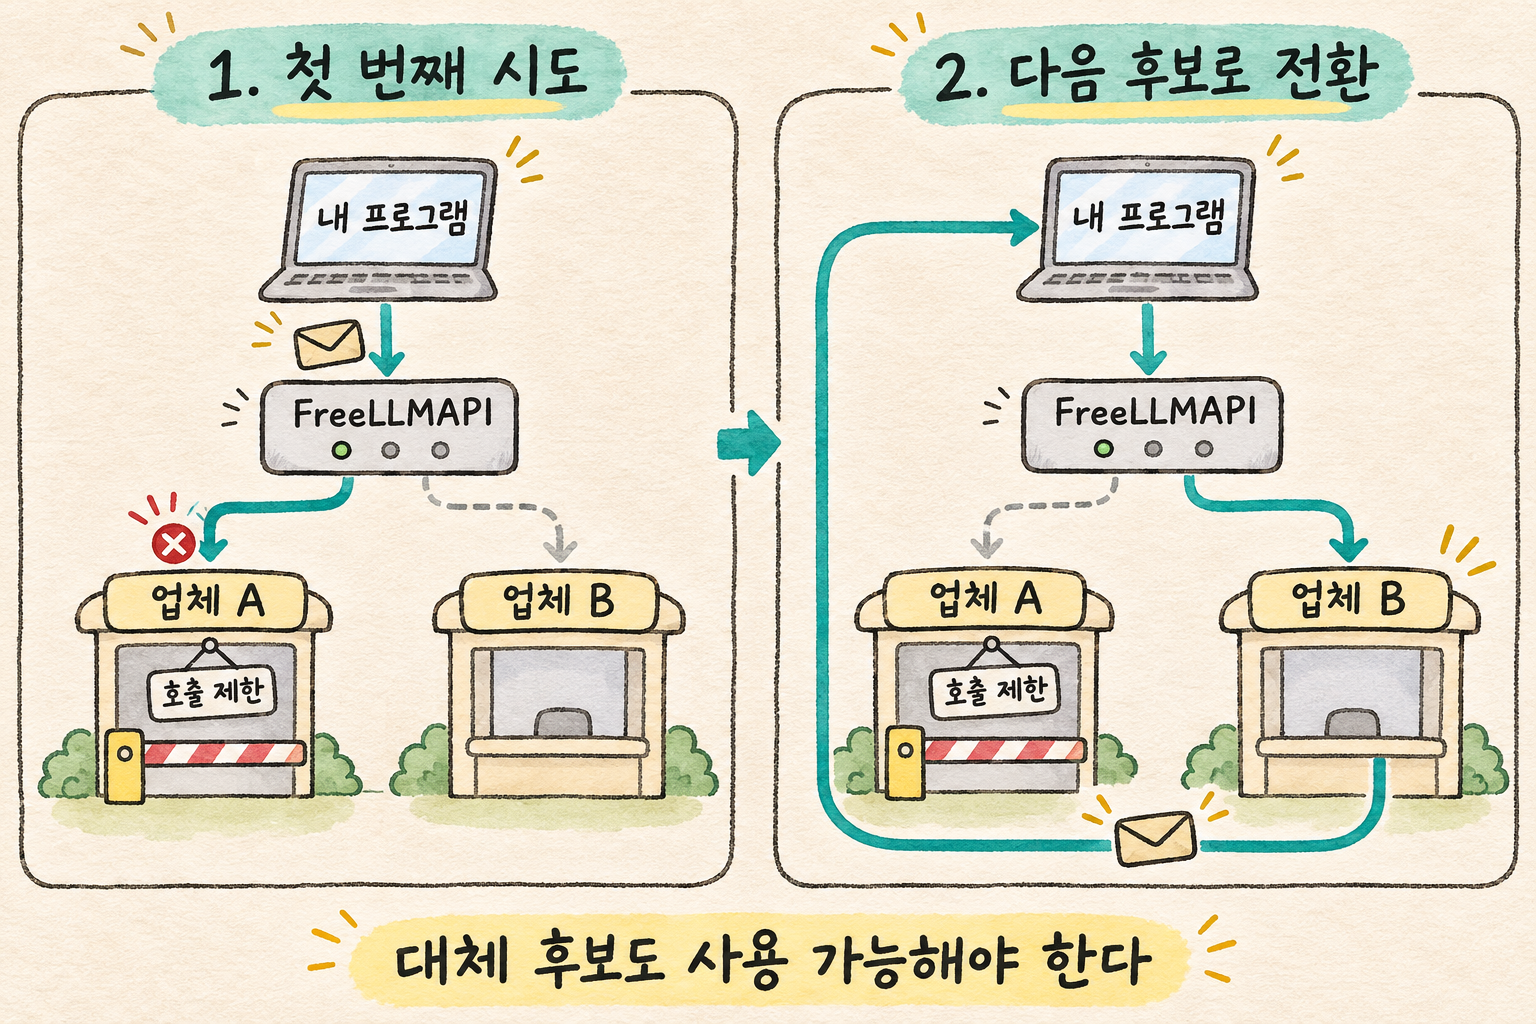 1. 첫 번째 시도
내 프로그램
FreeLLMAPI
업체 A
호출 제한
업체 B
2. 다음 후보로 전환
내 프로그램
FreeLLMAPI
업체 A
호출 제한
업체 B
대체 후보도 사용 가능해야 한다